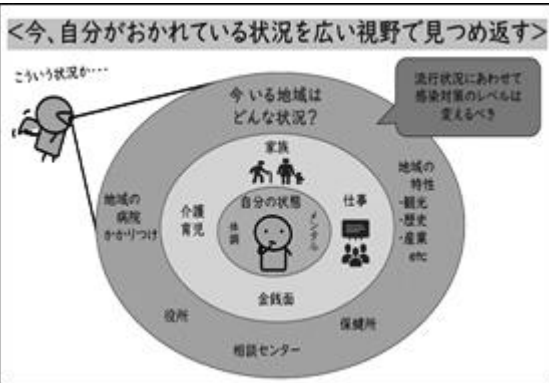 <今、自分がおかれている状況を広い視野で見つめ返す>
こういう状況か・・・
流行状況にあわせて
感染対策のレベルは
変えるべき
今いる地域は
どんな状況？
家族
地域の
特性
・観光
・歴史
・産業
etc
地域の
病院
かかりつけ
介護
育児
自分の状態
体調
メンタル
仕事
金銭面
役所
保健所
相談センター